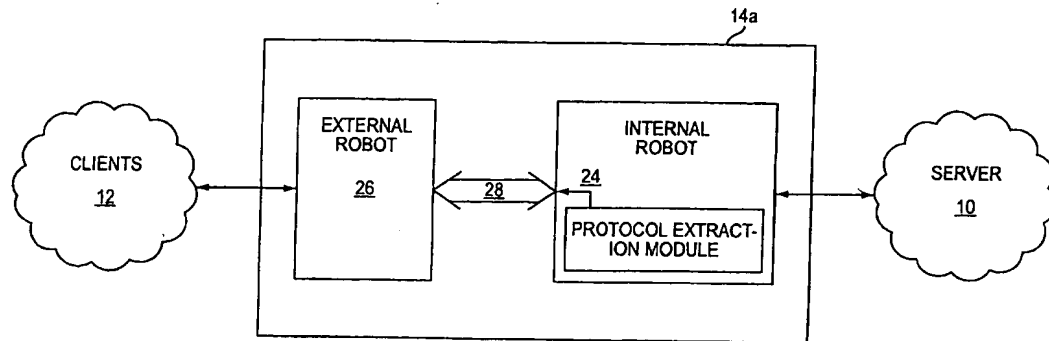 14a
CLIENTS
12
EXTERNAL
ROBOT
26
28
INTERNAL
ROBOT
24
PROTOCOL EXTRACT-
ION MODULE
SERVER
10